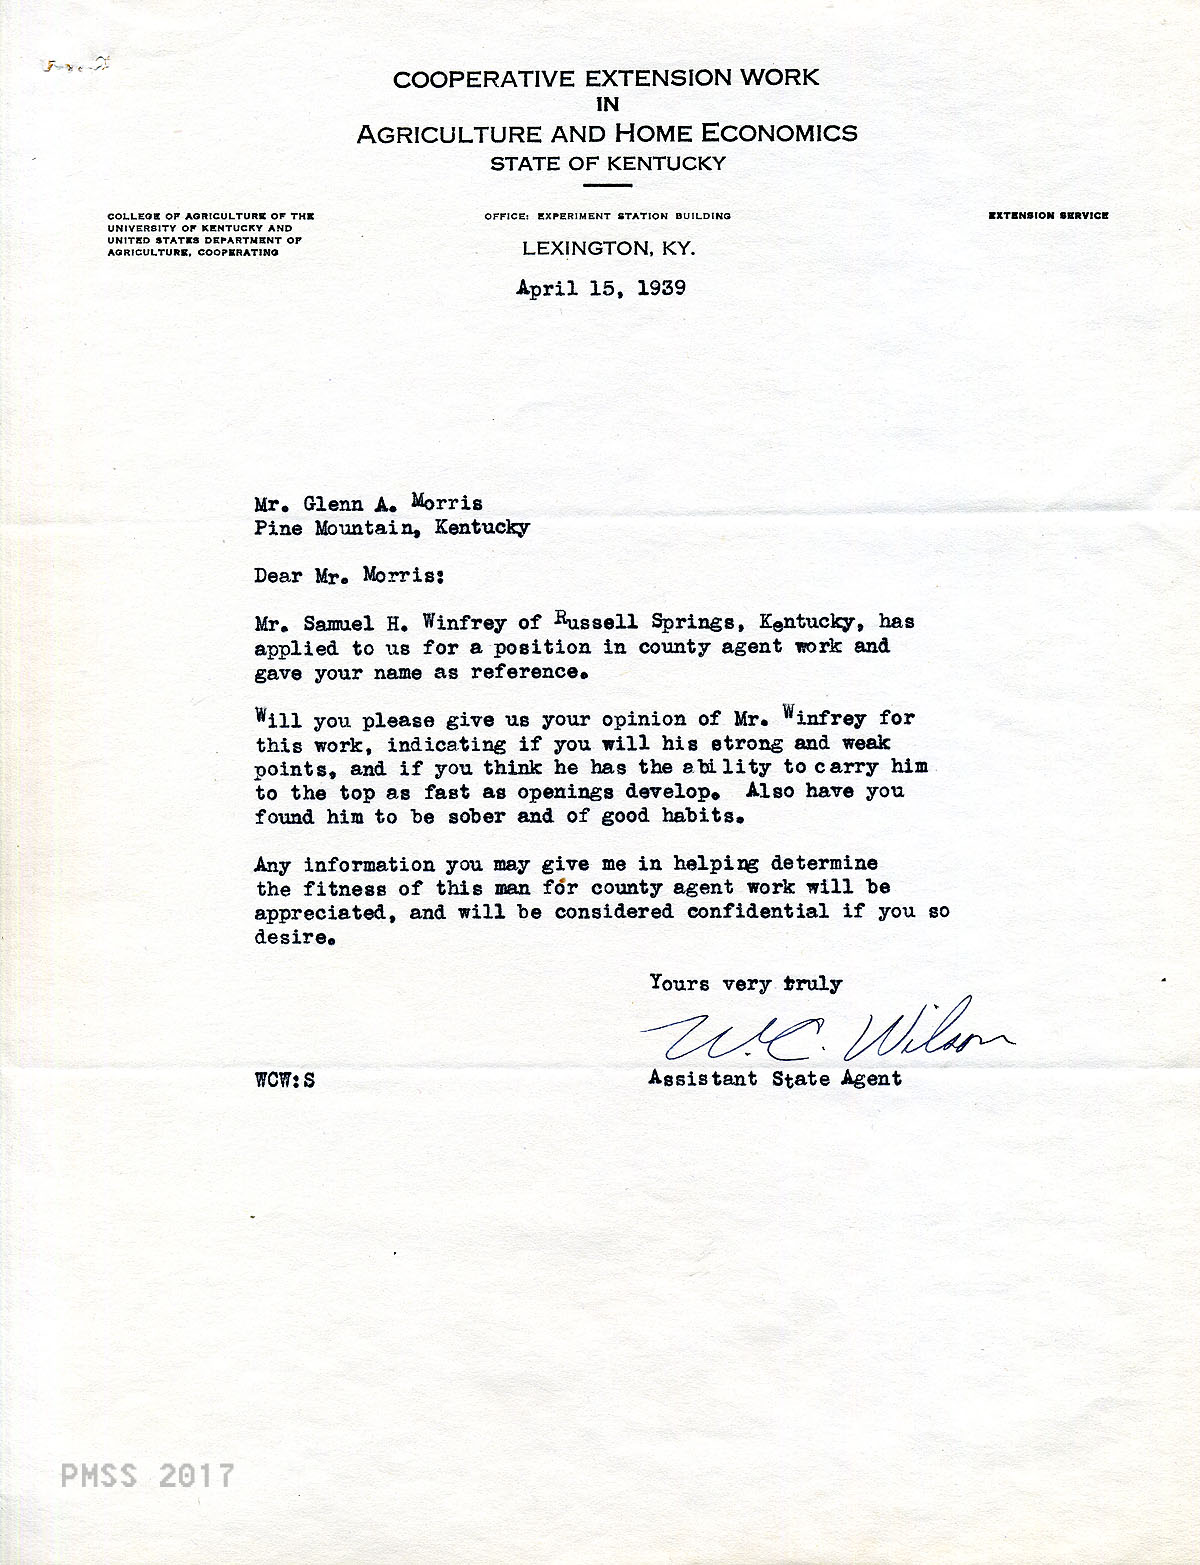 COOPERATIVE EXTENSION WORK
IN
AGRICULTURE AND HOME ECONOMICS
STATE OF KENTUCKY
COLLEGE OF AGRICULTURE OF THE
UNIVERSITY OF KENTUCKY AND
UNITED STATES DEPARTMENT OF
AGRICULTURE, COOPERATING
OFFICE: EXPERIMENT STATION BUILDING
EXTENSION SERVICE
LEXINGTON, KY.
April 15, 1939
Mr. Glenn A. Morris
Pine Mountain, Kentucky
Dear Mr. Morris:
Mr. Samuel H. Winfrey of Russell Springs, Kentucky, has
applied to us for a position in county agent work and
gave your name as reference.
Will you please give us your opinion of Mr. Winfrey for
this work, indicating if you will his strong and weak
points, and if you think he has the ability to carry him
to the top as fast as openings develop. Also have you
found him to be sober and of good habits.
Any information you may give me in helping determine
the fitness of this man for county agent work will be
appreciated, and will be considered confidential if you so
desire.
Yours very truly
W. C. Wilson
WCW:S
Assistant State Agent
PMSS 2017